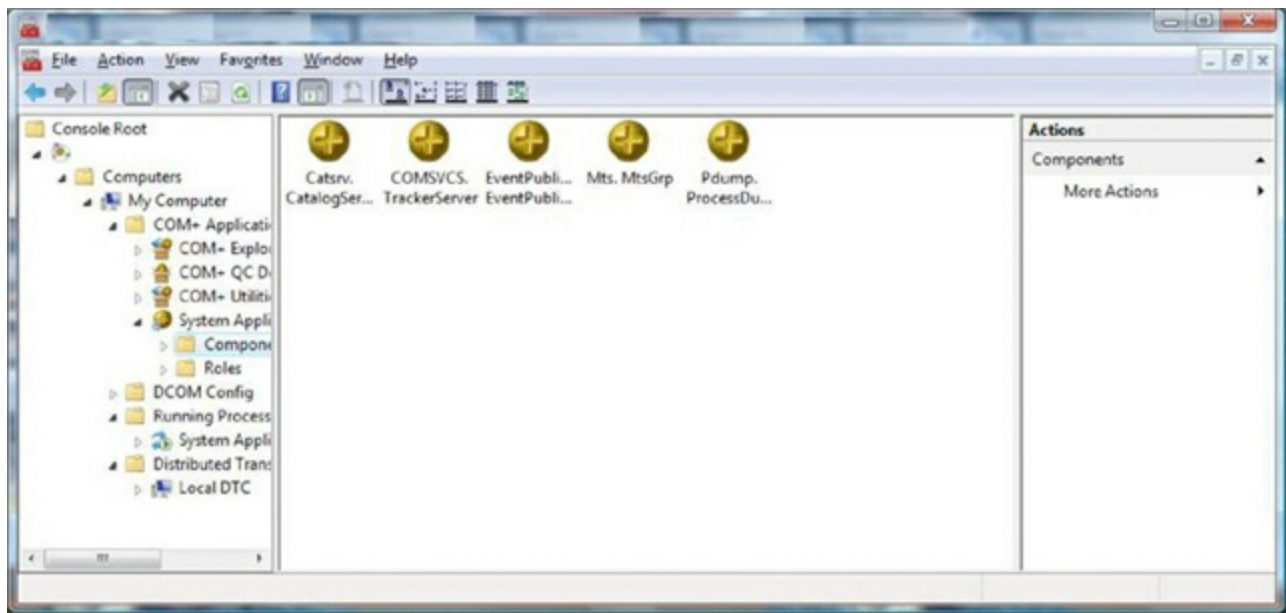 File Action View Favorites Window Help
Console Root
Computers
My Computer
COM+ Applicati
COM+ Explo
COM+ QC D
COM+ Utiliti
System Appli
Compone
Roles
DCOM Config
Running Process
System Appli
Distributed Trans
Local DTC
Catsrv.
CatalogSer...
COMSVCS.
TrackerServer
EventPubli...
EventPubli...
Mts. MtsGrp
Pdump.
ProcessDu...
Actions
Components
More Actions